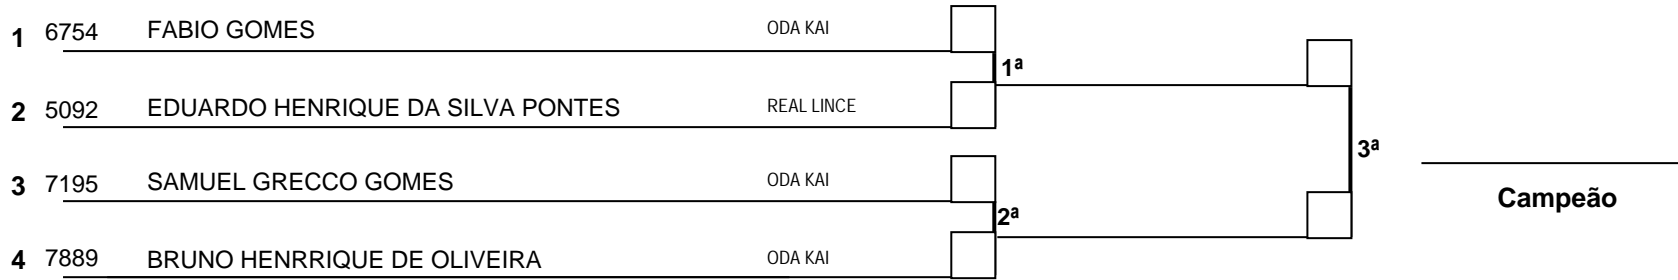 1 6754 FABIO GOMES ODA KAI
1ª
2 5092 EDUARDO HENRIQUE DA SILVA PONTES REAL LINCE
3ª
3 7195 SAMUEL GRECCO GOMES ODA KAI
Campeão
2ª
4 7889 BRUNO HENRRIQUE DE OLIVEIRA ODA KAI